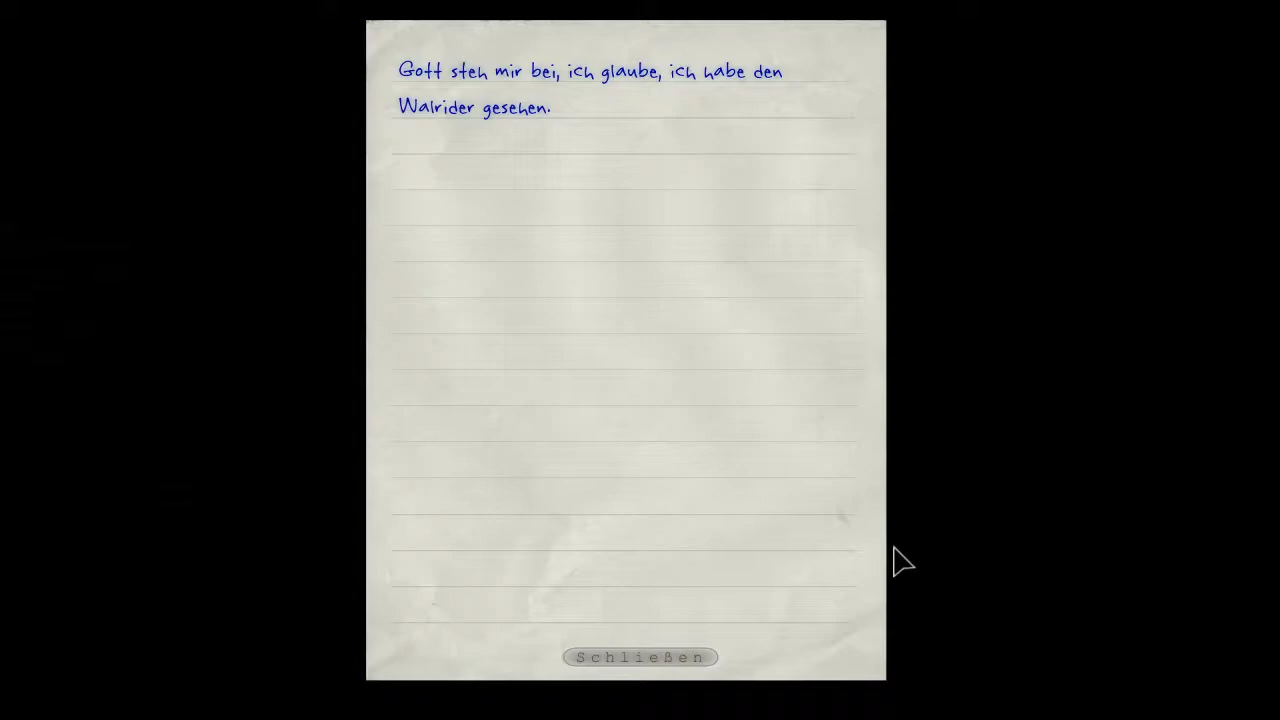 Gott steh mir bei, ich glaube, ich habe den
Walrider gesehen.
Schließen